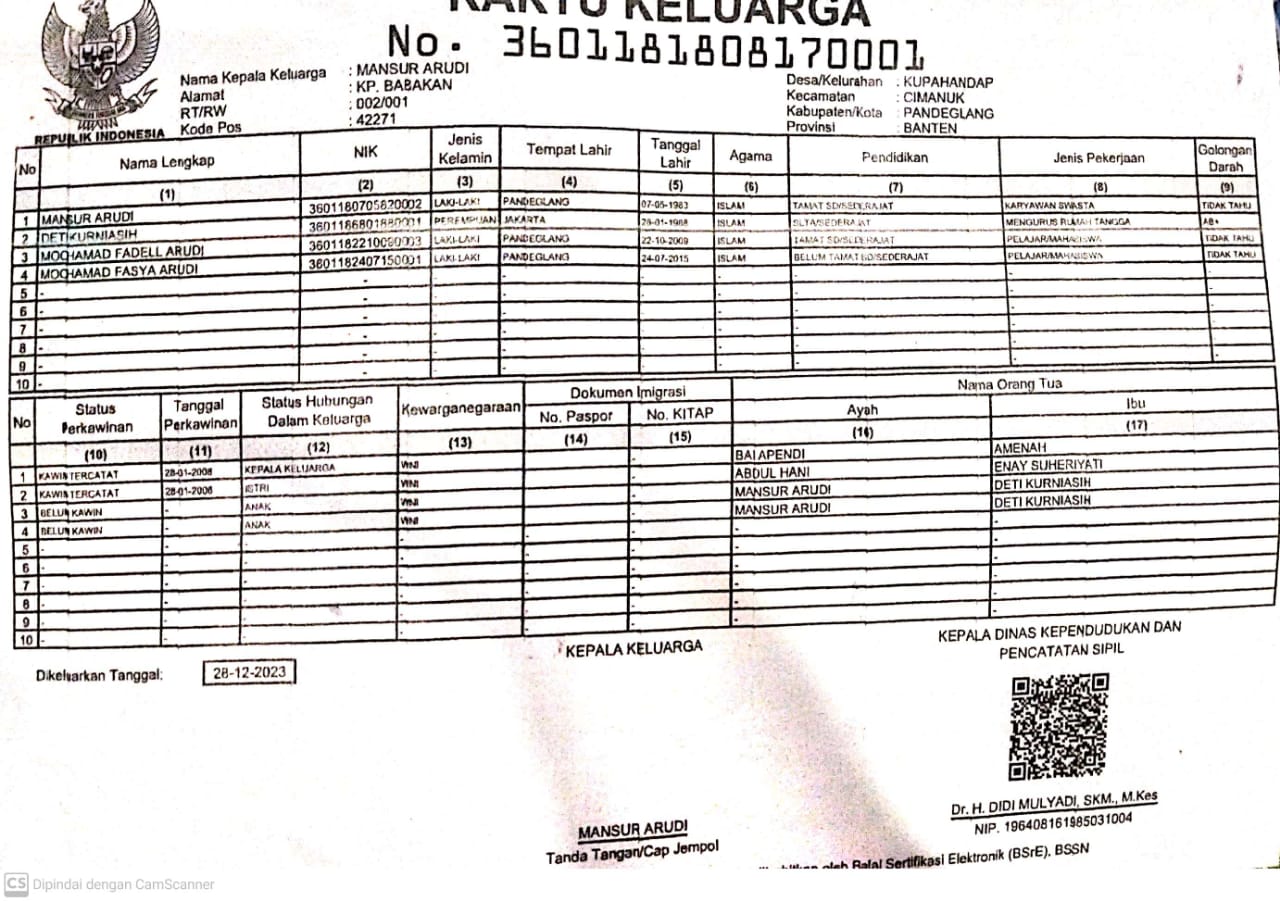 KARTU KELUARGA
No. 3601181808170001
REPUBLIK INDONESIA
Nama Kepala Keluarga : MANSUR ARUDI
Alamat : KP. BABAKAN
RT/RW : 002/001
Kode Pos : 42271
Desa/Kelurahan : KUPAHANDAP
Kecamatan : CIMANUK
Kabupaten/Kota : PANDEGLANG
Provinsi : BANTEN
No Nama Lengkap NIK Jenis Kelamin Tempat Lahir Tanggal Lahir Agama Pendidikan Jenis Pekerjaan Golongan Darah
(1) (2) (3) (4) (5) (6) (7) (8) (9)
1 MANSUR ARUDI LAKI-LAKI PANDEGLANG 07-05-1983 ISLAM TAMAT SD/SEDERAJAT KARYAWAN SWASTA TIDAK TAHU
2 DETI KURNIASIH PEREMPUAN JAKARTA 28-01-1988 ISLAM SLTA/SEDERAJAT MENGURUS RUMAH TANGGA AB+
3 MOCHAMAD FADELL ARUDI LAKI-LAKI PANDEGLANG 22-10-2009 ISLAM TAMAT SD/SEDERAJAT PELAJAR/MAHASISWA TIDAK TAHU
4 MOCHAMAD FASYA ARUDI 3601182407150001 LAKI-LAKI PANDEGLANG 24-07-2015 ISLAM BELUM TAMAT SD/SEDERAJAT PELAJAR/MAHASISWA TIDAK TAHU
5 - - - - - - - - -
6 - - - - - - - - -
7 - - - - - - - - -
8 - - - - - - - - -
9 - - - - - - - - -
10 - - - - - - - - -
No Status Perkawinan Tanggal Perkawinan Status Hubungan Dalam Keluarga Kewarganegaraan Dokumen Imigrasi Nama Orang Tua
No. Paspor No. KITAP Ayah Ibu
(10) (11) (12) (13) (14) (15) (16) (17)
1 KAWIN TERCATAT 28-01-2008 KEPALA KELUARGA WNI - BAI APENDI AMENAH
2 KAWIN TERCATAT 28-01-2008 ISTRI WNI - ABDUL HANI ENAY SUHERIYATI
3 BELUM KAWIN - ANAK WNI - MANSUR ARUDI DETI KURNIASIH
4 BELUM KAWIN - ANAK WNI - MANSUR ARUDI DETI KURNIASIH
5 - - - - - - -
6 - - - - - - -
7 - - - - - - -
8 - - - - - - -
9 - - - - - - -
10 - - - - - - -
Dikeluarkan Tanggal: 28-12-2023
KEPALA KELUARGA
KEPALA DINAS KEPENDUDUKAN DAN
PENCATATAN SIPIL
MANSUR ARUDI
Tanda Tangan/Cap Jempol
Dr. H. DIDI MULYADI, SKM., M.Kes
NIP. 196408161985031004
oleh Balai Sertifikasi Elektronik (BSrE), BSSN
CS Dipindai dengan CamScanner